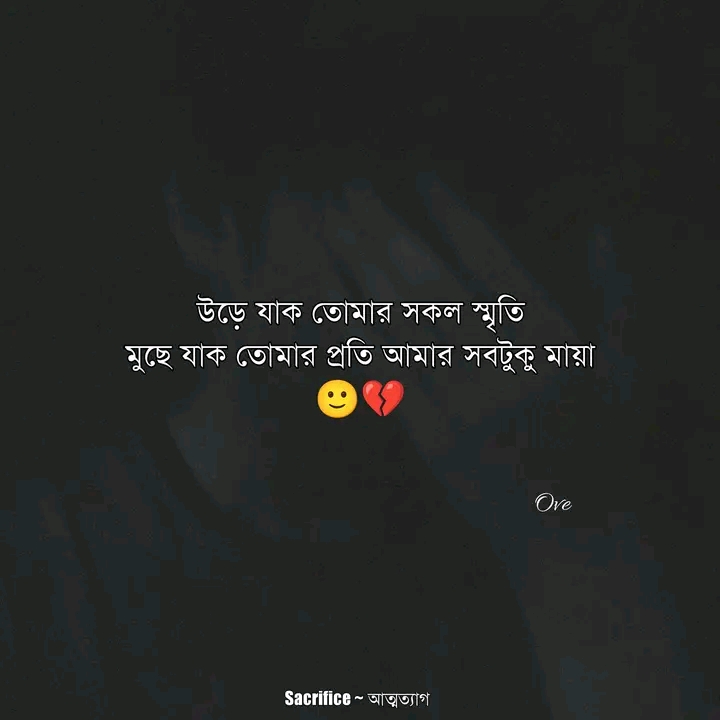 উড়ে যাক তোমার সকল স্মৃতি
মুছে যাক তোমার প্রতি আমার সবটুকু মায়া
🙂💔
Ove
Sacrifice ~ আত্মত্যাগ